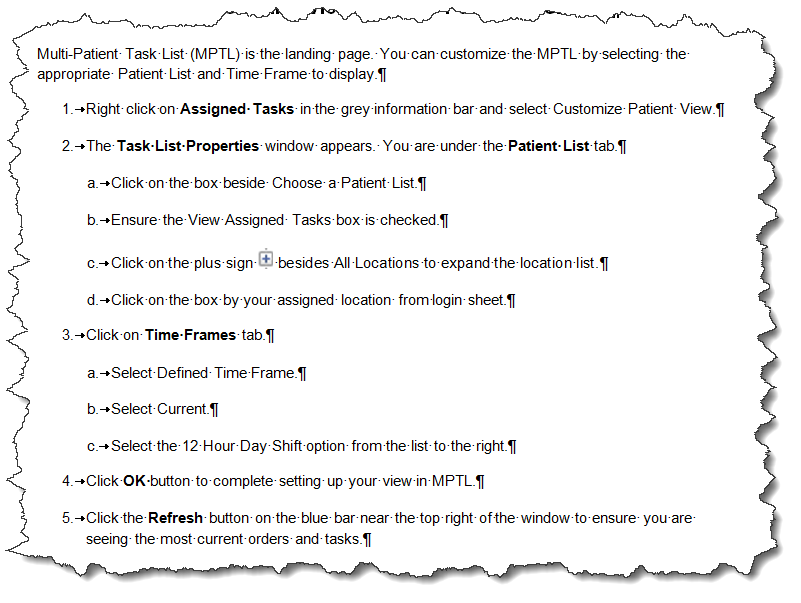 Multi-Patient Task List (MPTL) is the landing page. You can customize the MPTL by selecting the
appropriate Patient List and Time Frame to display.¶
1.→Right click on Assigned Tasks in the grey information bar and select Customize Patient View.¶
2.→The Task List Properties window appears. You are under the Patient List tab.¶
a.→Click on the box beside Choose a Patient List.¶
b.→Ensure the View Assigned Tasks box is checked.¶
c.→Click on the plus sign + besides All Locations to expand the location list.¶
d.→Click on the box by your assigned location from login sheet.¶
3.→Click on Time Frames tab.¶
a.→Select Defined Time Frame.¶
b.→Select Current.¶
c.→Select the 12 Hour Day Shift option from the list to the right.¶
4.→Click OK button to complete setting up your view in MPTL.¶
5.→Click the Refresh button on the blue bar near the top right of the window to ensure you are
seeing the most current orders and tasks.¶